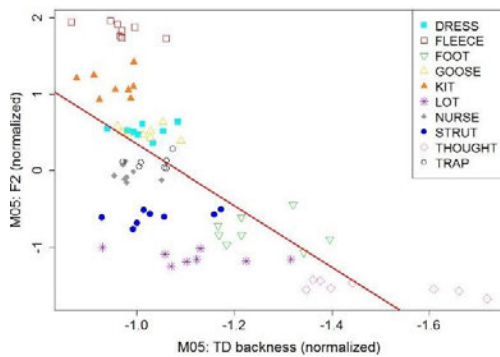 M05: F2 (normalized)
2
1
0
-1
DRESS
FLEECE
FOOT
GOOSE
KIT
LOT
NURSE
STRUT
THOUGHT
TRAP
-1.0
-1.2
-1.4
-1.6
M05: TD backness (normalized)